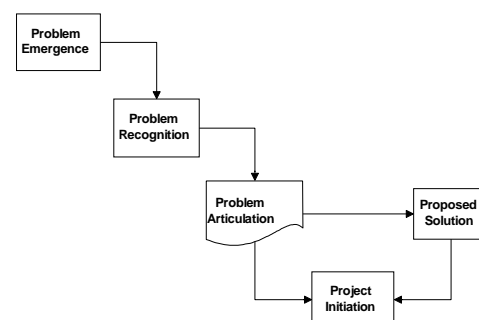 Problem
Emergence
Problem
Recognition
Problem
Articulation
Proposed
Solution
Project
Initiation